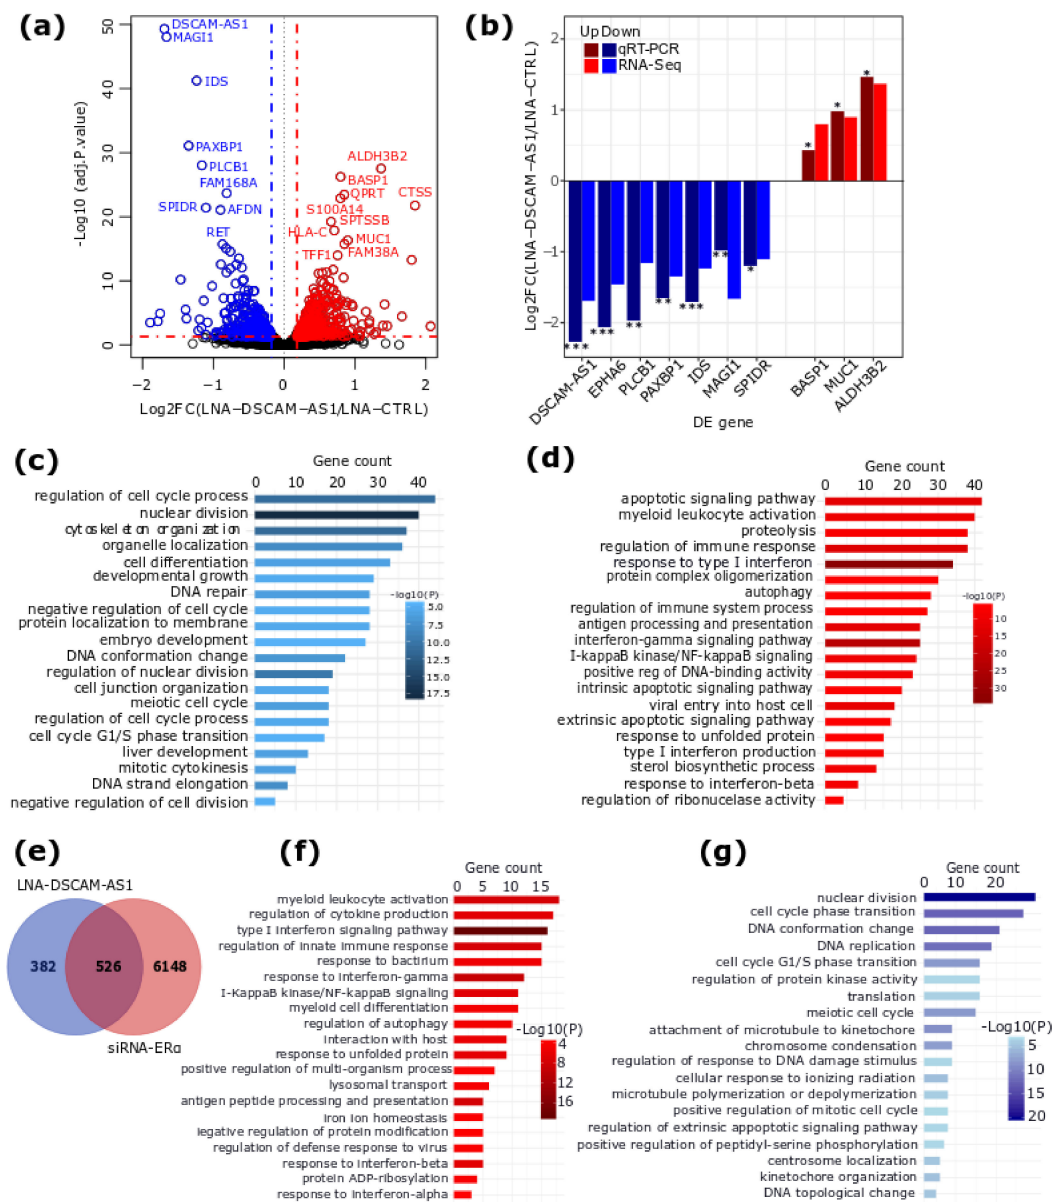 (a)
50
40
30
20
10
0
-Log10 (adj.P.value)
DSCAM-AS1
MAGI1
IDS
PAXBP1
PLCB1
FAM168A
SPIDR
AFDN
RET
ALDH3B2
BASP1
QPRT
CTSS
S100A14
SPTSSB
HLA-C
MUC1
TFF1
FAM38A
−2
−1
0
1
2
Log2FC(LNA−DSCAM−AS1/LNA−CTRL)
(b)
Log2FC(LNA−DSCAM−AS1/LNA−CTRL)
2
1
0
−1
−2
Up Down
qRT-PCR
RNA-Seq
*
*
*
***
***
**
**
***
**
*
DSCAM-AS1
EPHA6
PLCB1
PAXBP1
IDS
MAGI1
SPIDR
BASP1
MUC1
ALDH3B2
DE gene
(c)
Gene count
0 10 20 30 40
regulation of cell cycle process
nuclear division
cytoskeleton organization
organelle localization
cell differentiation
developmental growth
DNA repair
negative regulation of cell cycle
protein localization to membrane
embryo development
DNA conformation change
regulation of nuclear division
cell junction organization
meiotic cell cycle
regulation of cell cycle process
cell cycle G1/S phase transition
liver development
mitotic cytokinesis
DNA strand elongation
negative regulation of cell division
-log10(P)
5.0
7.5
10.0
12.5
15.0
17.5
(d)
Gene count
0 10 20 30 40
apoptotic signaling pathway
myeloid leukocyte activation
proteolysis
regulation of immune response
response to type I interferon
protein complex oligomerization
autophagy
regulation of immune system process
antigen processing and presentation
interferon-gamma signaling pathway
I-kappaB kinase/NF-kappaB signaling
positive reg of DNA-binding activity
intrinsic apoptotic signaling pathway
viral entry into host cell
extrinsic apoptotic signaling pathway
response to unfolded protein
type I interferon production
sterol biosynthetic process
response to interferon-beta
regulation of ribonucelase activity
-log10(P)
10
20
30
(e)
LNA-DSCAM-AS1
382
526
6148
siRNA-ERα
(f)
Gene count
0 5 10 15
myeloid leukocyte activation
regulation of cytokine production
type I interferon signaling pathway
regulation of innate immune response
response to bactirium
response to interferon-gamma
I-KappaB kinase/NF-kappaB signaling
myeloid cell differentiation
regulation of autophagy
interaction with host
response to unfolded protein
positive regulation of multi-organism process
lysosomal transport
antigen peptide processing and presentation
iron ion homeostasis
negative regulation of protein modification
regulation of defense response to virus
response to interferon-beta
protein ADP-ribosylation
response to interferon-alpha
-Log10(P)
4
8
12
16
(g)
Gene count
0 10 20
nuclear division
cell cycle phase transition
DNA conformation change
DNA replication
cell cycle G1/S phase transition
regulation of protein kinase activity
translation
meiotic cell cycle
attachment of microtubule to kinetochore
chromosome condensation
regulation of response to DNA damage stimulus
cellular response to ionizing radiation
microtubule polymerization or depolymerization
positive regulation of mitotic cell cycle
regulation of extrinsic appoptotic signaling pathway
positive regulation of peptidyl-serine phosphorylation
centrosome localization
kinetochore organization
DNA topological change
-Log10(P)
5
10
15
20